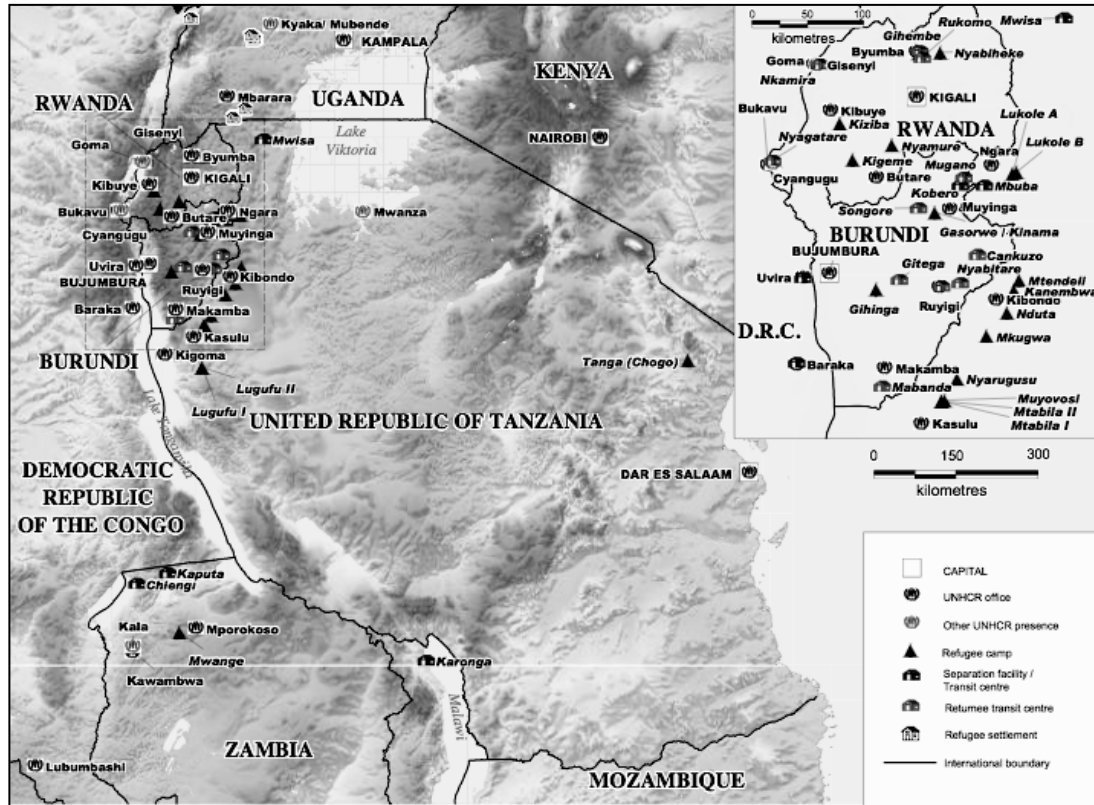 Kyaka/ Mubende
KAMPALA
KENYA
RWANDA
Mbarara
UGANDA
Gisenyi
Mwisa
Lake
Viktoria
NAIROBI
Goma
Byumba
Kibuye
KIGALI
Bukavu
Butare
Ngara
Mwanza
Cyangugu
Muyinga
Uvira
Kibondo
BUJUMBURA
Ruyigi
Baraka
Makamba
Kasulu
BURUNDI
Kigoma
Tanga (Chogo)
Lugufu II
Lugufu I
UNITED REPUBLIC OF TANZANIA
DAR ES SALAAM
DEMOCRATIC
REPUBLIC
OF THE CONGO
Kaputa
Chiengi
Kala
Mporokoso
Mwange
Kawambwa
Karonga
Malawi
ZAMBIA
Lubumbashi
MOZAMBIQUE
0 50 100
kilometres
Rukomo
Mwisa
Gihembe
Byumba
Nyabiheke
Goma
Gisenyi
Nkamira
KIGALI
Bukavu
Kibuye
Lukole A
Kiziba
RWANDA
Nyagatare
Nyamure
Ngara
Lukole B
Kigeme
Mugano
Cyangugu
Butare
Kobero
Mbuba
Songore
Muyinga
Gasorwe / Kinama
BURUNDI
BUJUMBURA
Cankuzo
Gitega
Uvira
Nyabitare
Mtendeli
Kanembwa
Ruyigi
Kibondo
Gihinga
Nduta
D.R.C.
Mkugwa
Baraka
Makamba
Nyarugusu
Mabanda
Muyovosi
Mtabila II
Kasulu
Mtabila I
0 150 300
kilometres
CAPITAL
UNHCR office
Other UNHCR presence
Refugee camp
Separation facility /
Transit centre
Returnee transit centre
Refugee settlement
International boundary